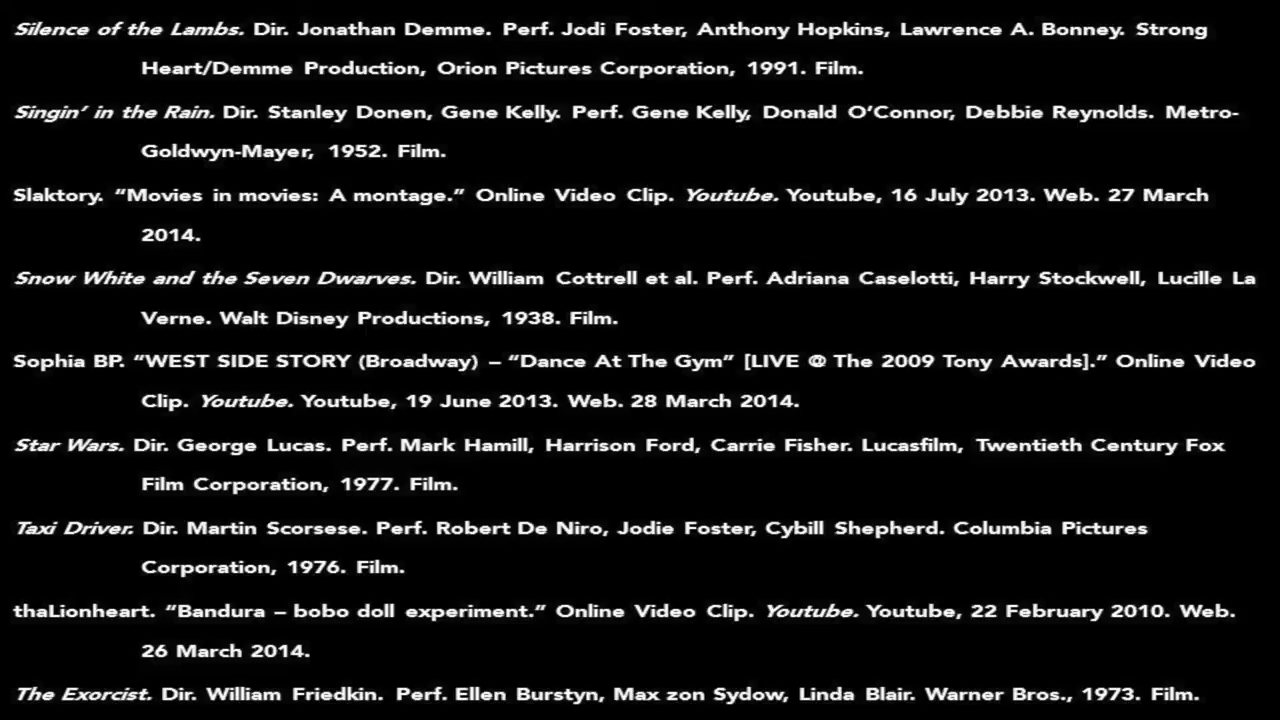 Silence of the Lambs. Dir. Jonathan Demme. Perf. Jodi Foster, Anthony Hopkins, Lawrence A. Bonney. Strong
Heart/Demme Production, Orion Pictures Corporation, 1991. Film.
Singin’ in the Rain. Dir. Stanley Donen, Gene Kelly. Perf. Gene Kelly, Donald O’Connor, Debbie Reynolds. Metro-
Goldwyn-Mayer, 1952. Film.
Slaktory. “Movies in movies: A montage.” Online Video Clip. Youtube. Youtube, 16 July 2013. Web. 27 March
2014.
Snow White and the Seven Dwarves. Dir. William Cottrell et al. Perf. Adriana Caselotti, Harry Stockwell, Lucille La
Verne. Walt Disney Productions, 1938. Film.
Sophia BP. “WEST SIDE STORY (Broadway) – “Dance At The Gym” [LIVE @ The 2009 Tony Awards].” Online Video
Clip. Youtube. Youtube, 19 June 2013. Web. 28 March 2014.
Star Wars. Dir. George Lucas. Perf. Mark Hamill, Harrison Ford, Carrie Fisher. Lucasfilm, Twentieth Century Fox
Film Corporation, 1977. Film.
Taxi Driver. Dir. Martin Scorsese. Perf. Robert De Niro, Jodie Foster, Cybill Shepherd. Columbia Pictures
Corporation, 1976. Film.
thaLionheart. “Bandura – bobo doll experiment.” Online Video Clip. Youtube. Youtube, 22 February 2010. Web.
26 March 2014.
The Exorcist. Dir. William Friedkin. Perf. Ellen Burstyn, Max zon Sydow, Linda Blair. Warner Bros., 1973. Film.